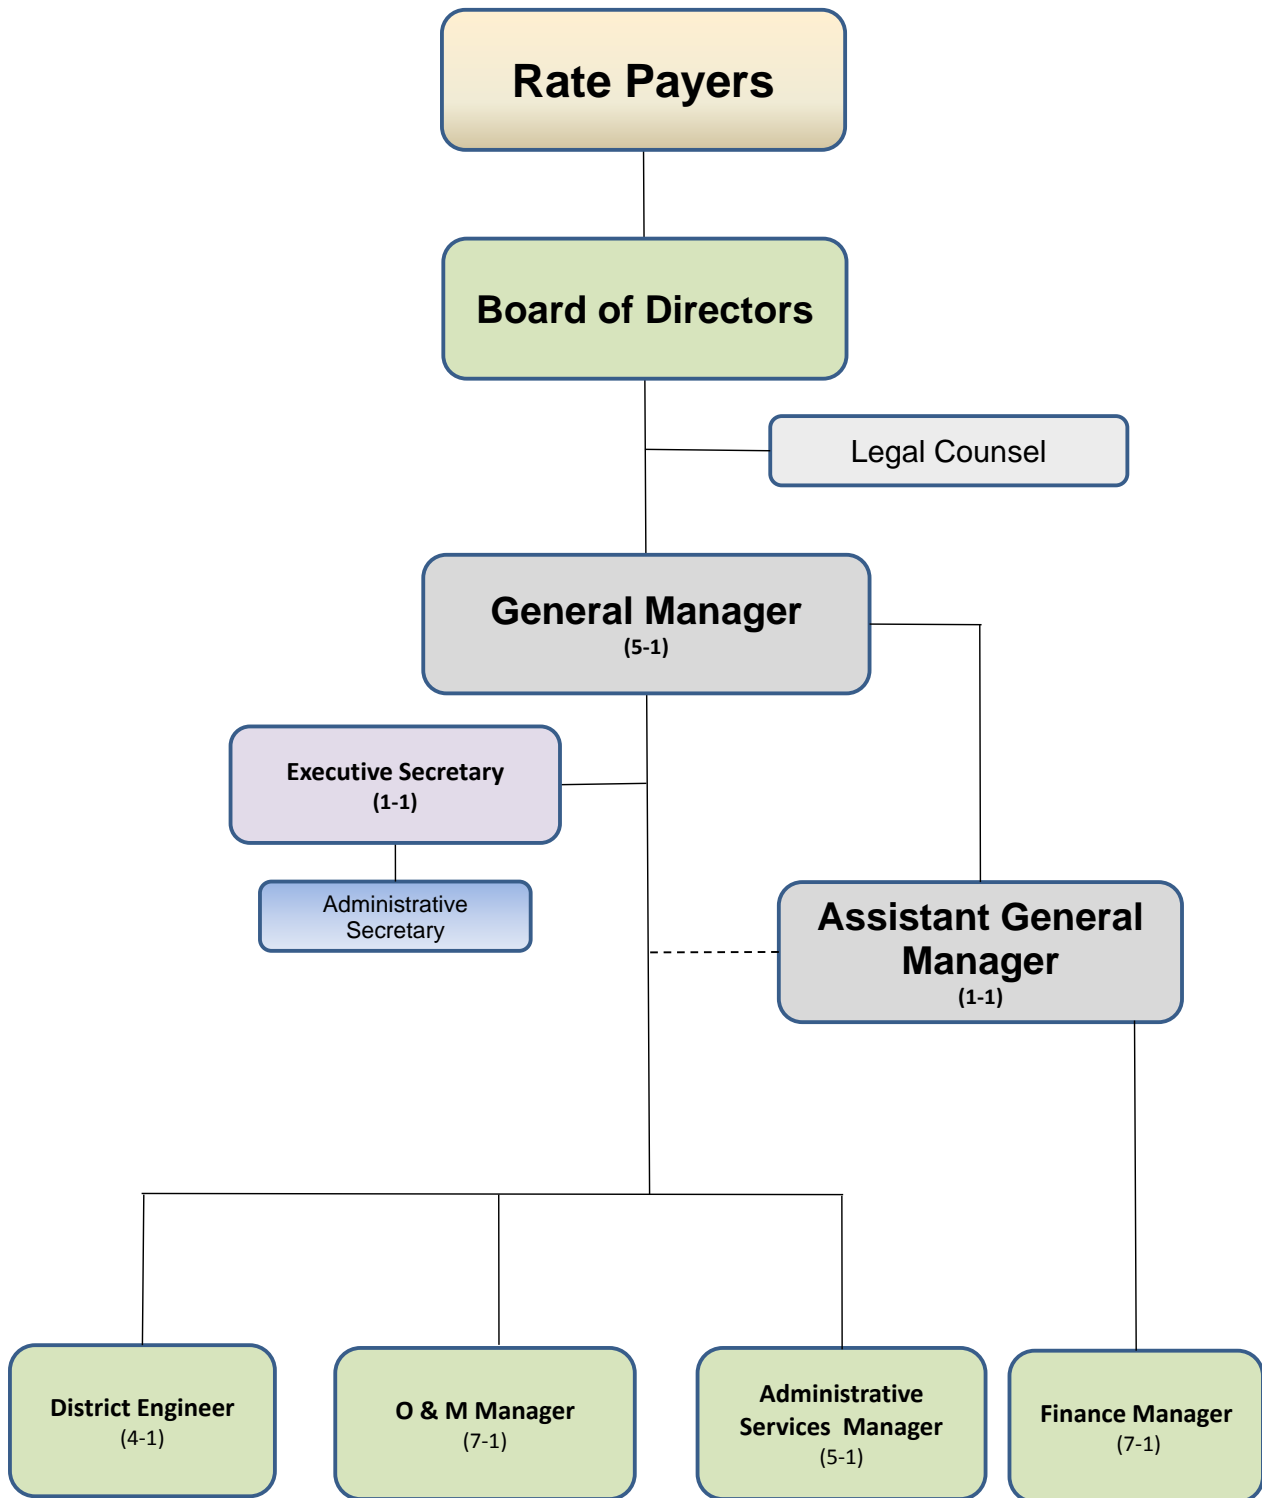 Rate Payers
Board of Directors
Legal Counsel
General Manager
(5-1)
Executive Secretary
(1-1)
Administrative
Secretary
Assistant General
Manager
(1-1)
District Engineer
(4-1)
O & M Manager
(7-1)
Administrative
Services Manager
(5-1)
Finance Manager
(7-1)